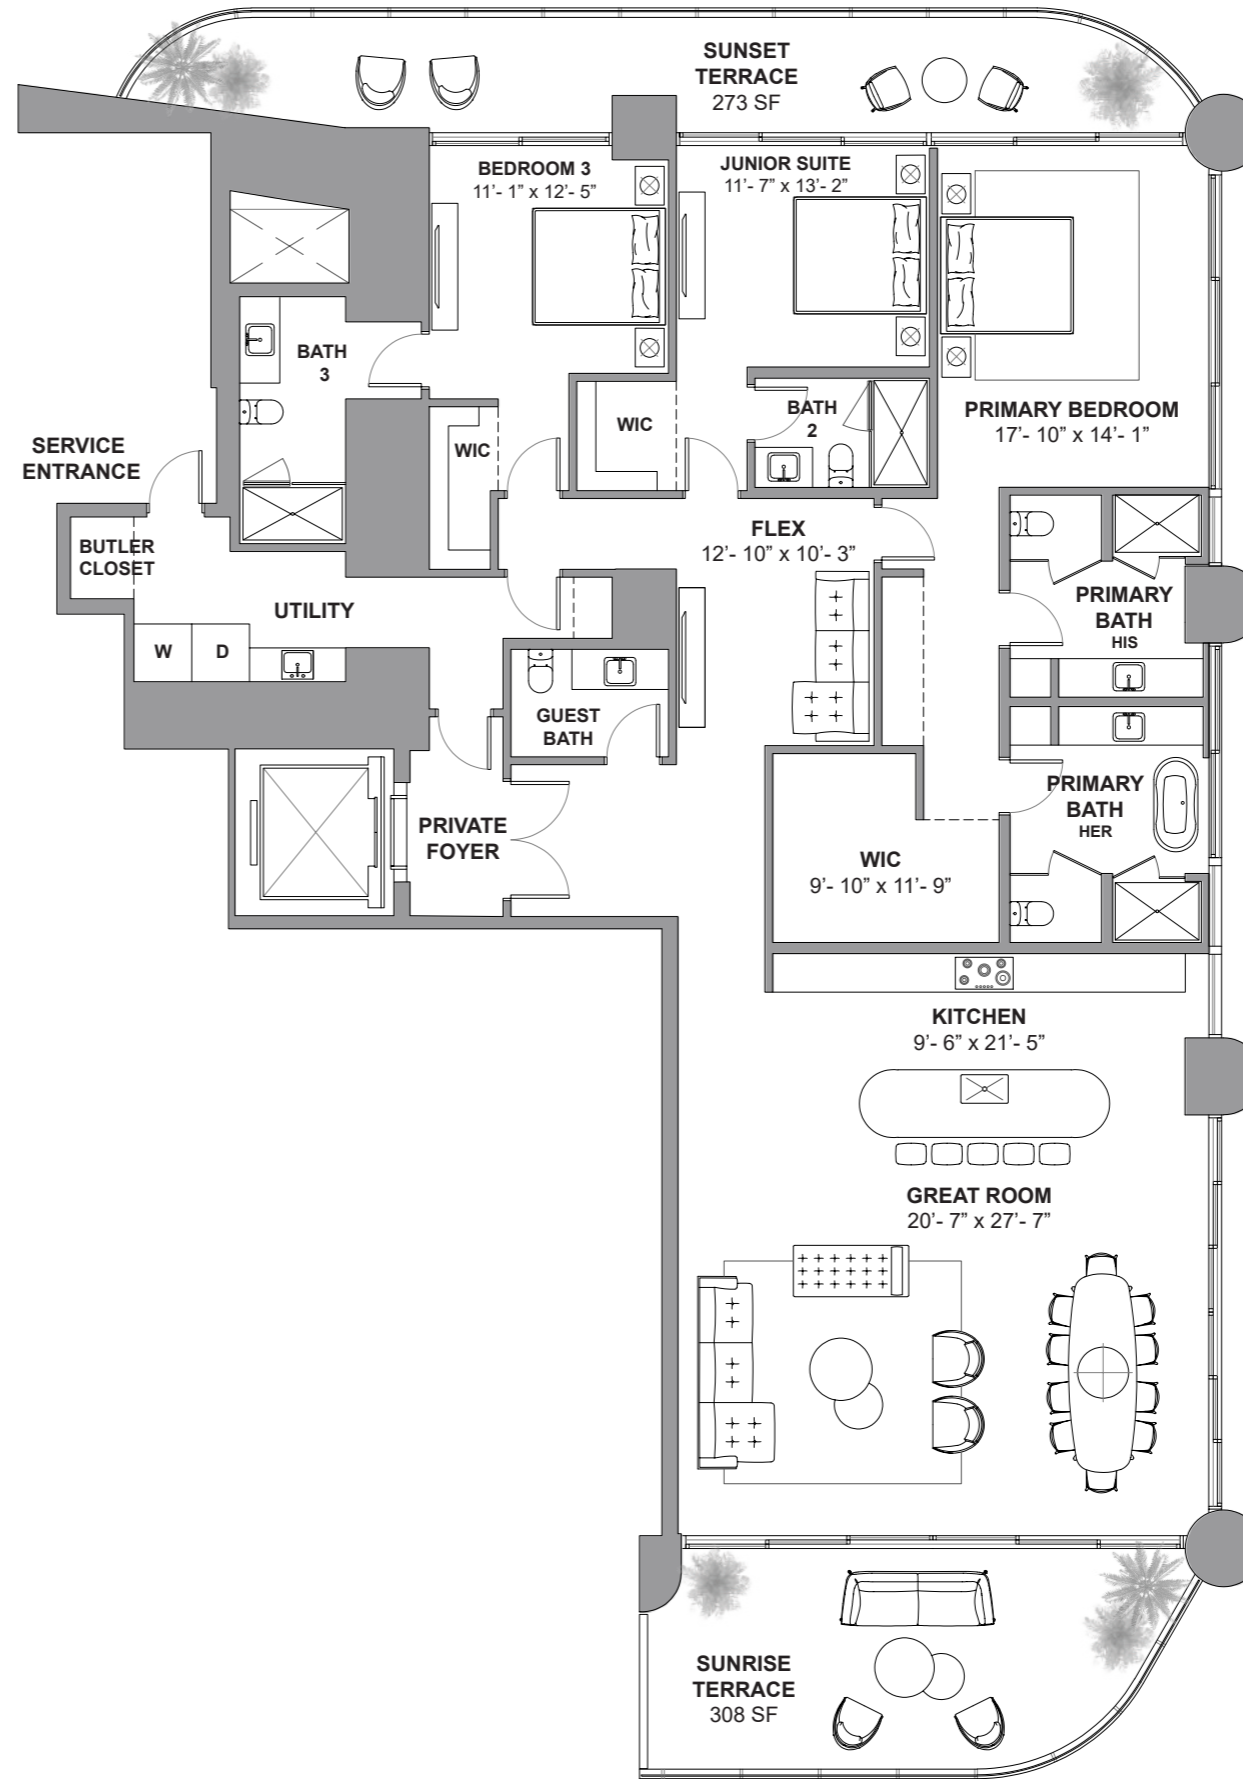 SUNSET
TERRACE
273 SF
BEDROOM 3
11’- 1” x 12’- 5”
JUNIOR SUITE
11’- 7” x 13’- 2”
BATH
3
WIC
WIC
BATH
2
PRIMARY BEDROOM
17’- 10” x 14’- 1”
SERVICE
ENTRANCE
BUTLER
CLOSET
FLEX
12’- 10” x 10’- 3”
UTILITY
W
D
PRIMARY
BATH
HIS
GUEST
BATH
PRIMARY
BATH
HER
PRIVATE
FOYER
WIC
9’- 10” x 11’- 9”
KITCHEN
9’- 6” x 21’- 5”
GREAT ROOM
20’- 7” x 27’- 7”
SUNRISE
TERRACE
308 SF